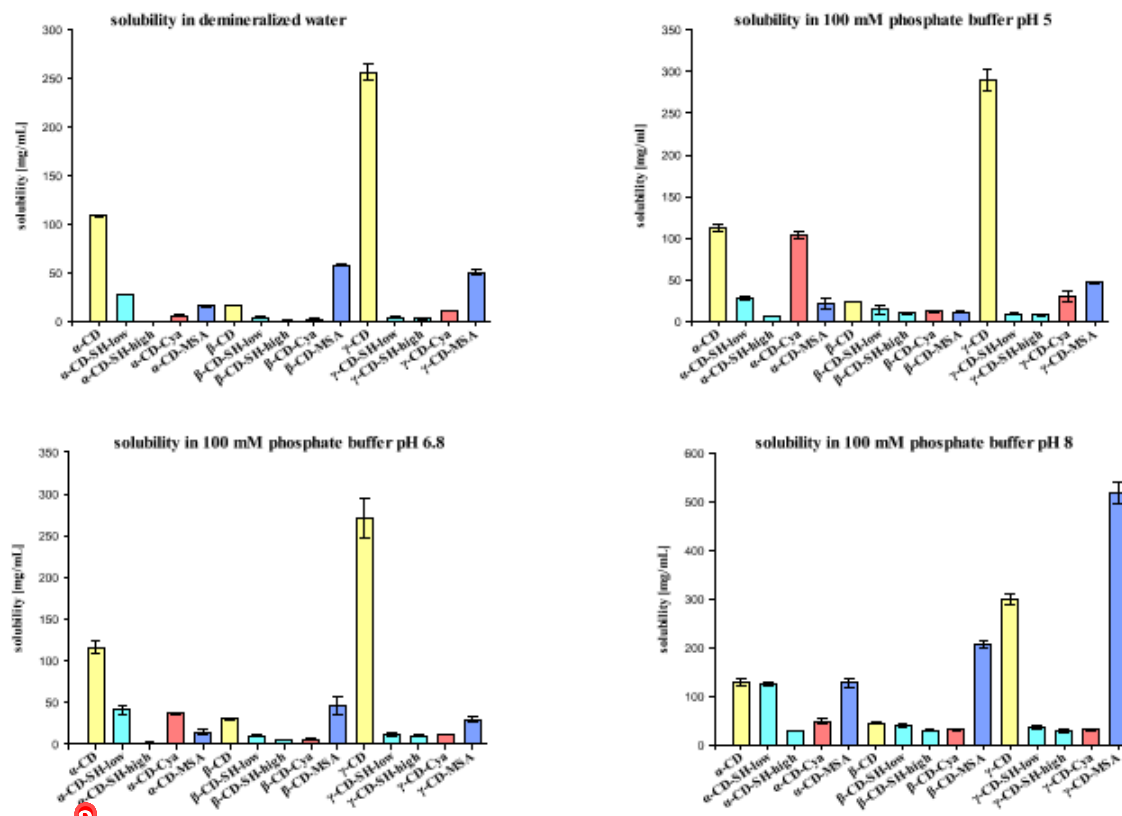 solubility in demineralized water
solubility [mg/mL]
300
250
200
150
100
50
0
α-CD
α-CD-SH-low
α-CD-SH-high
α-CD-Cya
α-CD-MSA
β-CD
β-CD-SH-low
β-CD-SH-high
β-CD-Cya
β-CD-MSA
γ-CD
γ-CD-SH-low
γ-CD-SH-high
γ-CD-Cya
γ-CD-MSA
solubility in 100 mM phosphate buffer pH 5
solubility [mg/ml]
350
300
250
200
150
100
50
0
α-CD
α-CD-SH-low
α-CD-SH-high
α-CD-Cya
α-CD-MSA
β-CD
β-CD-SH-low
β-CD-SH-high
β-CD-Cya
β-CD-MSA
γ-CD
γ-CD-SH-low
γ-CD-SH-high
γ-CD-Cya
γ-CD-MSA
solubility in 100 mM phosphate buffer pH 6.8
solubility [mg/mL]
350
300
250
200
150
100
50
0
α-CD
α-CD-SH-low
α-CD-SH-high
α-CD-Cya
α-CD-MSA
β-CD
β-CD-SH-low
β-CD-SH-high
β-CD-Cya
β-CD-MSA
γ-CD
γ-CD-SH-low
γ-CD-SH-high
γ-CD-Cya
γ-CD-MSA
solubility in 100 mM phosphate buffer pH 8
solubility [mg/mL]
600
500
400
300
200
100
0
α-CD
α-CD-SH-low
α-CD-SH-high
α-CD-Cya
α-CD-MSA
β-CD
β-CD-SH-low
β-CD-SH-high
β-CD-Cya
β-CD-MSA
γ-CD
γ-CD-SH-low
γ-CD-SH-high
γ-CD-Cya
γ-CD-MSA